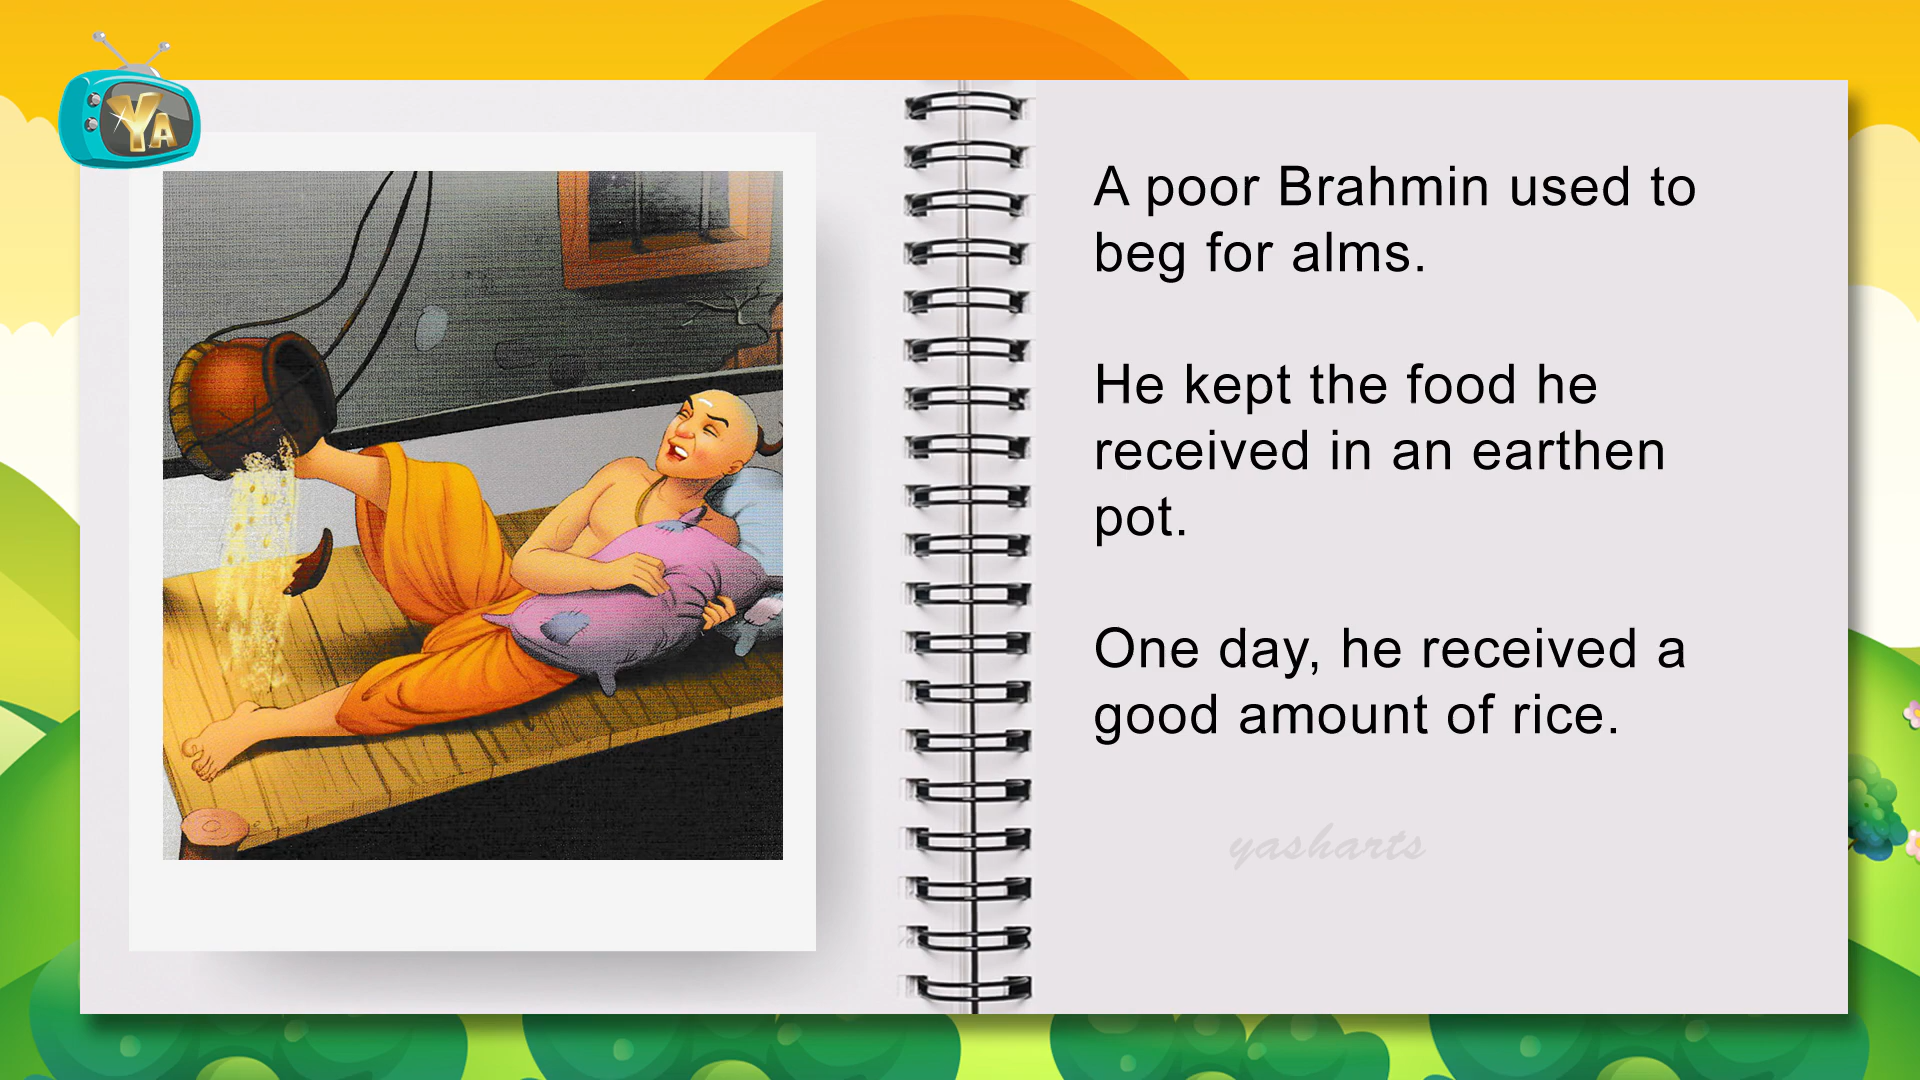 YA
A poor Brahmin used to
beg for alms.
He kept the food he
received in an earthen
pot.
One day, he received a
good amount of rice.
yasharts